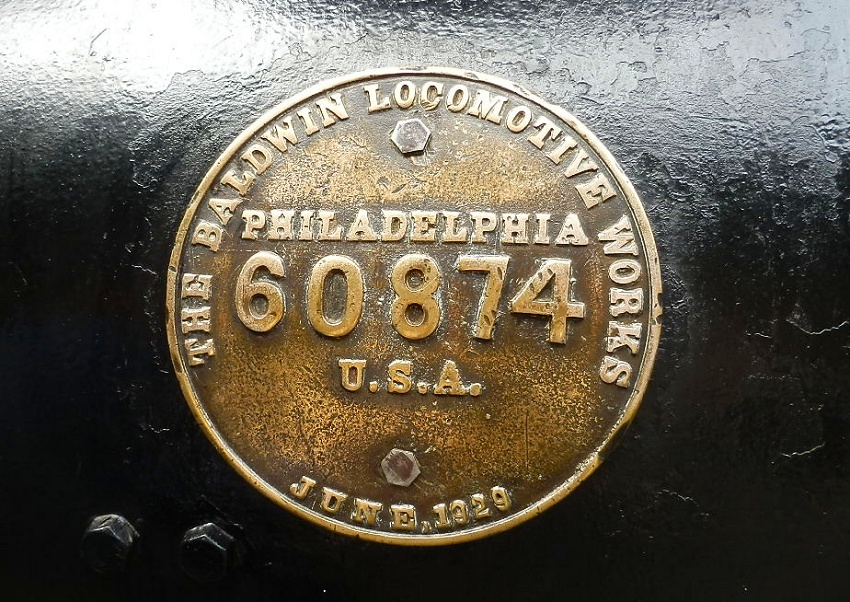 THE BALDWIN LOCOMOTIVE WORKS
PHILADELPHIA
60874
U.S.A.
JUNE, 1929